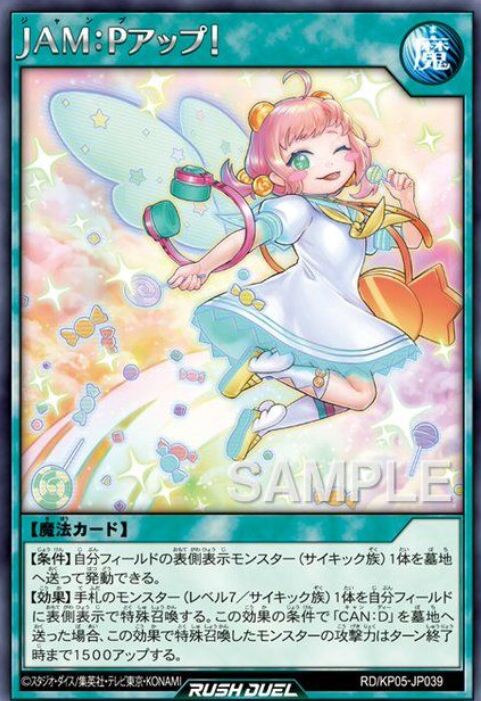 ジャンプ
JAM:Pアップ!
魔
SAMPLE
【魔法カード】
【条件】自分フィールドの表側表示モンスター(サイキック族)1体を墓地
へ送って発動できる。
【効果】手札のモンスター(レベル7/サイキック族)1体を自分フィールド
に表側表示で特殊召喚する。この効果の条件で「CAN:D」を墓地へ
送った場合、この効果で特殊召喚したモンスターの攻撃力はターン終了
時まで1500アップする。
©スタジオ・ダイス/集英社・テレビ東京・KONAMI
RUSH DUEL
RD/KP05-JP039